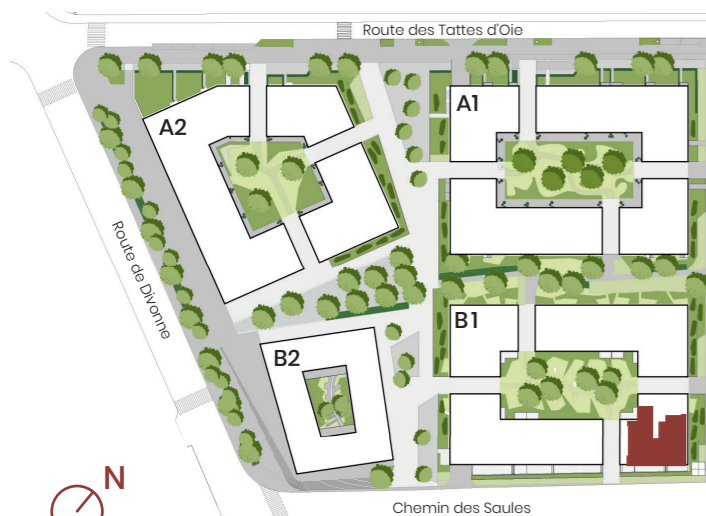 Route des Tattes d'Oie
A2
A1
Route de Divonne
B2
B1
N
Chemin des Saules